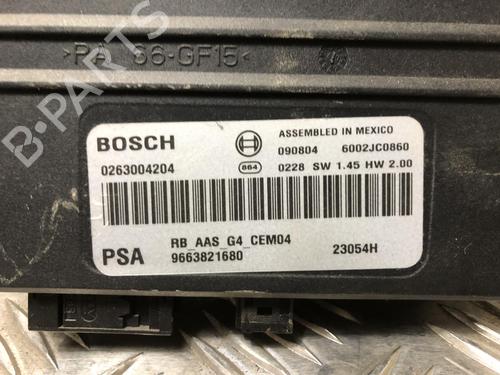 >PA 66-GF15<
BOSCH
ASSEMBLED IN MEXICO
090804 6002JC0860
0263004204
864
0228 SW 1.45 HW 2.00
PSA
RB_AAS_G4_CEM04
9663821680
23054H
B-PARTS